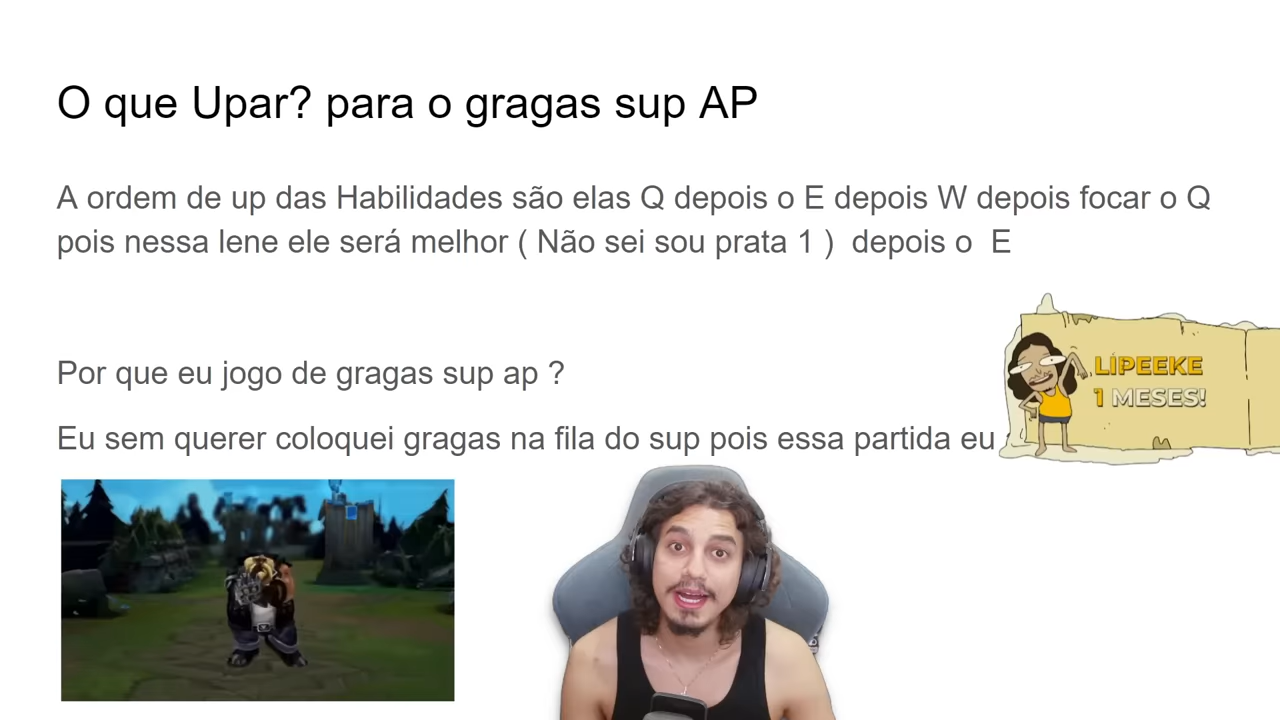 O que Upar? para o gragas sup AP
A ordem de up das Habilidades são elas Q depois o E depois W depois focar o Q
pois nessa lene ele será melhor ( Não sei sou prata 1 )  depois o  E
Por que eu jogo de gragas sup ap ?
Eu sem querer coloquei gragas na fila do sup pois essa partida eu
LIPEEKE
1 MESES!